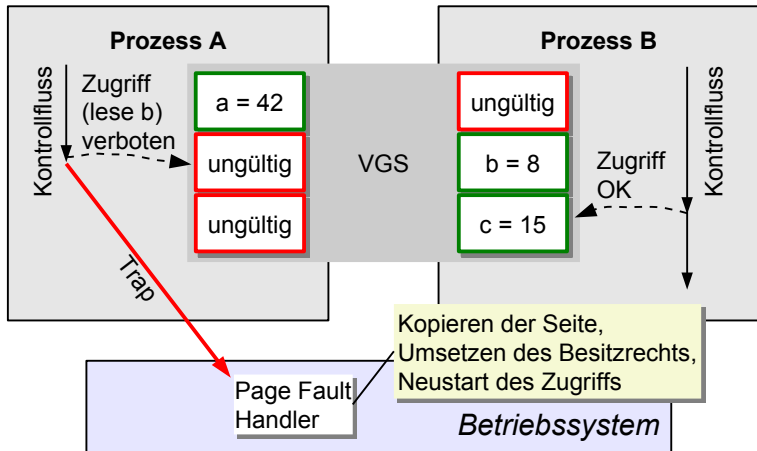 Prozess A
Kontrollfluss
Zugriff
(lese b)
verboten
a = 42
ungültig
ungültig
Trap
VGS
Prozess B
ungültig
b = 8
c = 15
Zugriff
OK
Kontrollfluss
Kopieren der Seite,
Umsetzen des Besitzrechts,
Neustart des Zugriffs
Page Fault
Handler
Betriebssystem